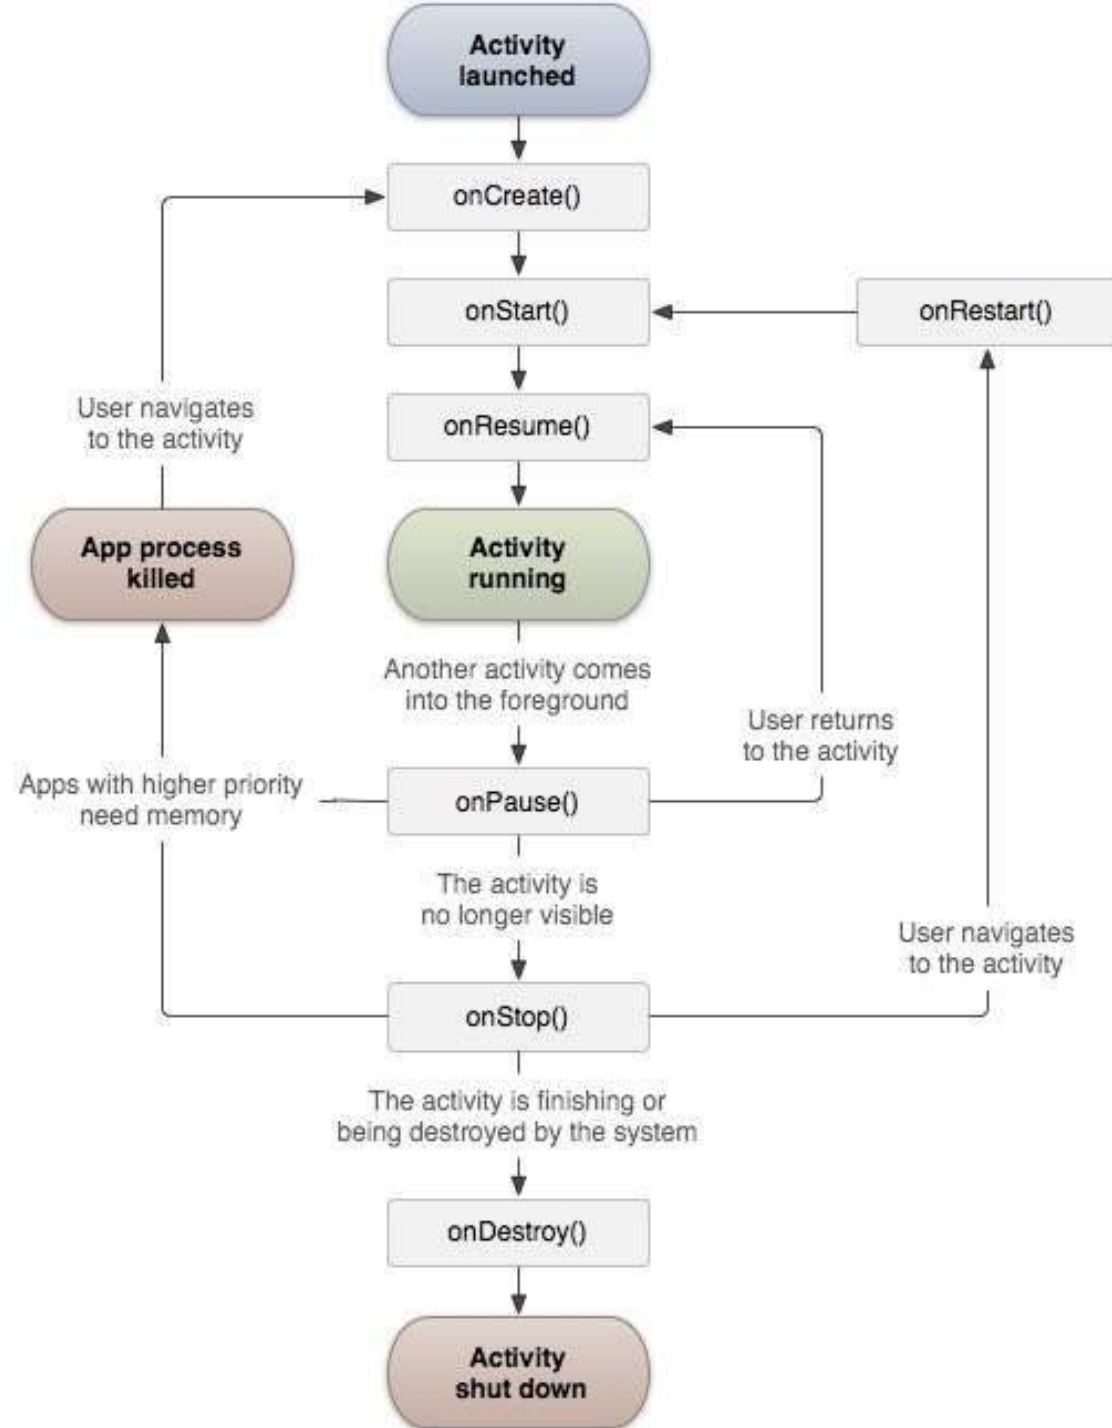 Activity
launched
onCreate()
onStart()
onRestart()
onResume()
User navigates
to the activity
App process
killed
Activity
running
Another activity comes
into the foreground
User returns
to the activity
Apps with higher priority
need memory
onPause()
The activity is
no longer visible
User navigates
to the activity
onStop()
The activity is finishing or
being destroyed by the system
onDestroy()
Activity
shut down